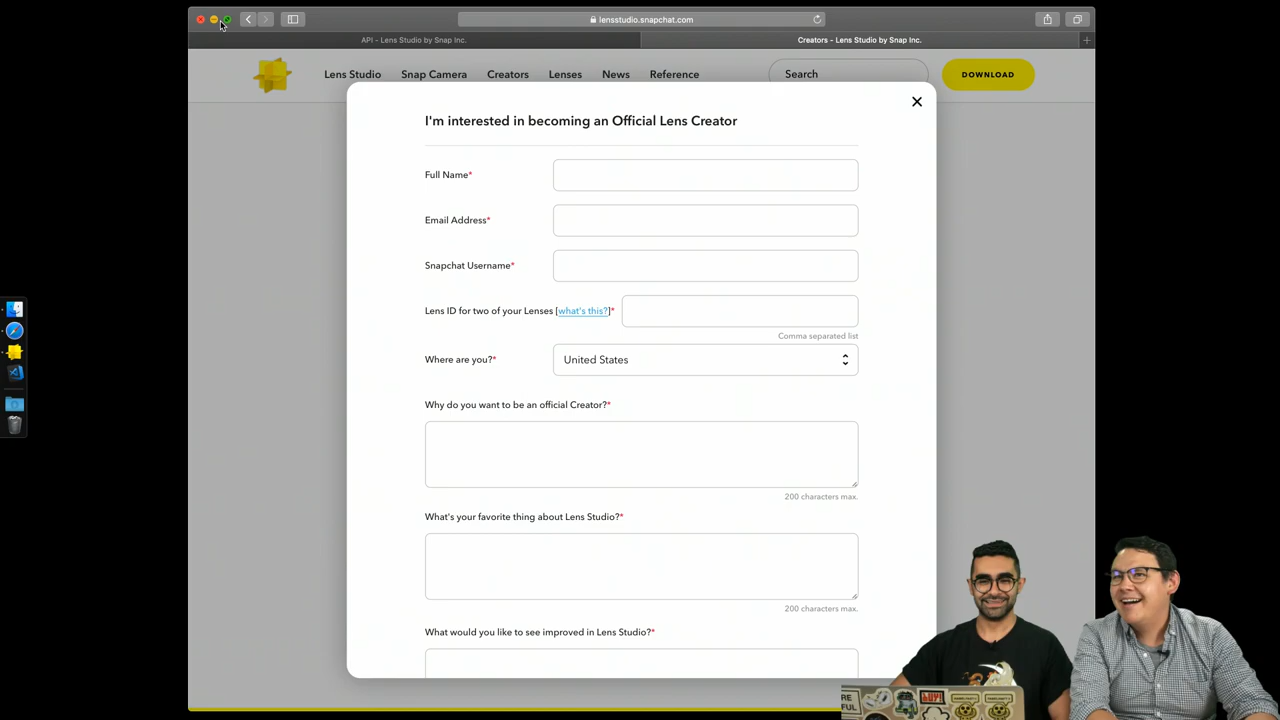 lensstudio.snapchat.com
API – Lens Studio by Snap Inc.
Creators – Lens Studio by Snap Inc.
Lens Studio
Snap Camera
Creators
Lenses
News
Reference
Search
DOWNLOAD
I'm interested in becoming an Official Lens Creator
Full Name*
Email Address*
Snapchat Username*
Lens ID for two of your Lenses [what's this?]*
Comma separated list
Where are you?*
United States
Why do you want to be an official Creator?*
200 characters max.
What's your favorite thing about Lens Studio?*
200 characters max.
What would you like to see improved in Lens Studio?*